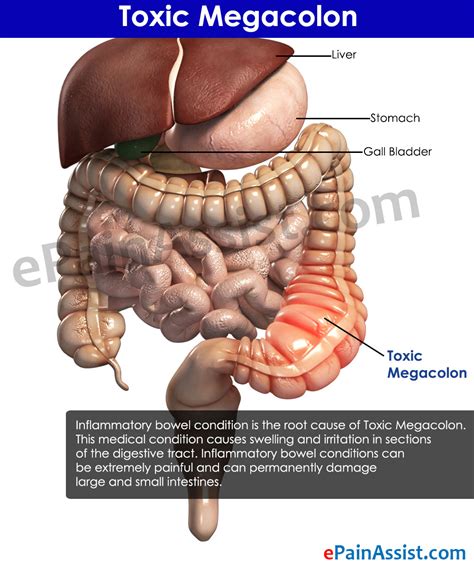 Toxic Megacolon
Liver
Stomach
Gall Bladder
ePainAssist.com
Toxic
Megacolon
Inflammatory bowel condition is the root cause of Toxic Megacolon.
This medical condition causes swelling and irritation in sections
of the digestive tract. Inflammatory bowel conditions can
be extremely painful and can permanently damage
large and small intestines.
ePainAssist.com